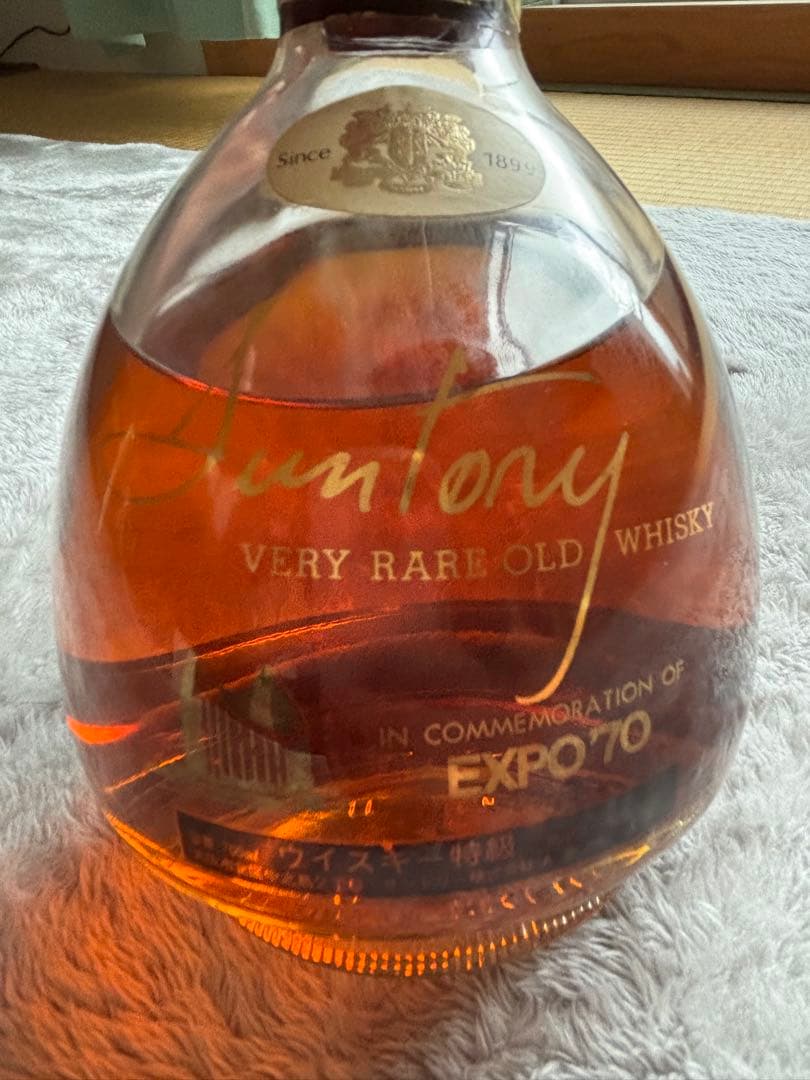 Since 1899
Suntory
VERY RARE OLD WHISKY
IN COMMEMORATION OF
EXPO'70
ウイスキー特級